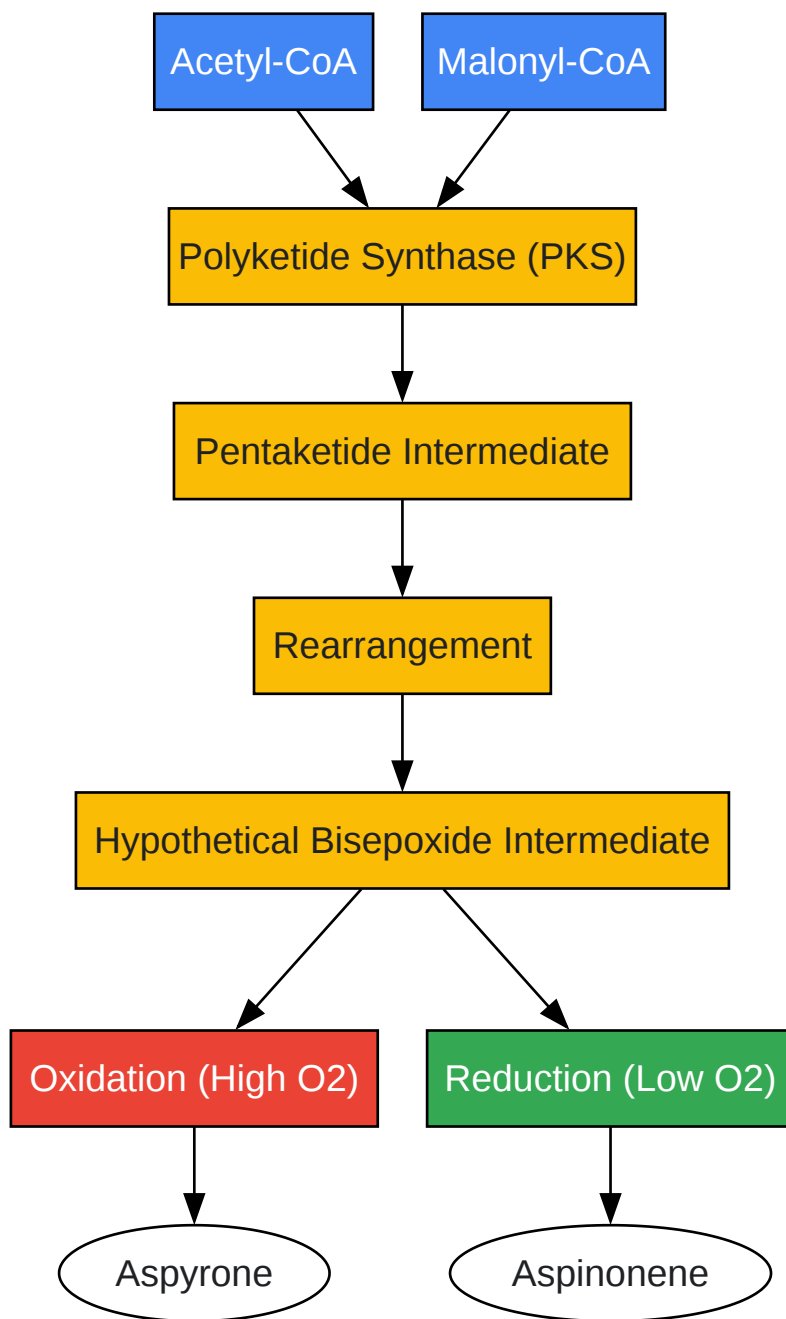 Acetyl-CoA
Malonyl-CoA
Polyketide Synthase (PKS)
Pentaketide Intermediate
Rearrangement
Hypothetical Bisepoxide Intermediate
Oxidation (High O2)
Reduction (Low O2)
Aspyrone
Aspinonene